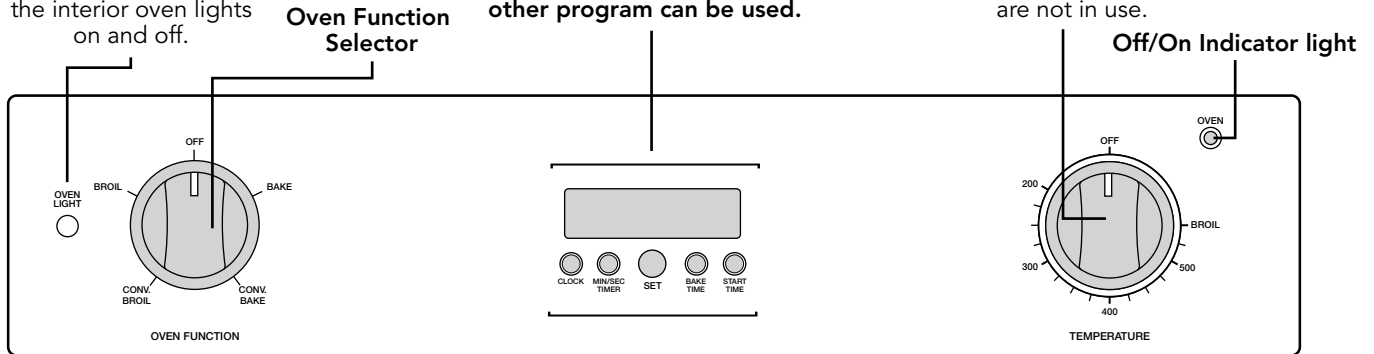 the interior oven lights
on and off.
Oven Function
Selector
other program can be used.
are not in use.
Off/On Indicator light
OVEN
LIGHT
OFF
BROIL
BAKE
CONV.
BROIL
CONV.
BAKE
OVEN FUNCTION
CLOCK
MIN/SEC
TIMER
SET
BAKE
TIME
START
TIME
OVEN
OFF
200
BROIL
300
500
400
TEMPERATURE